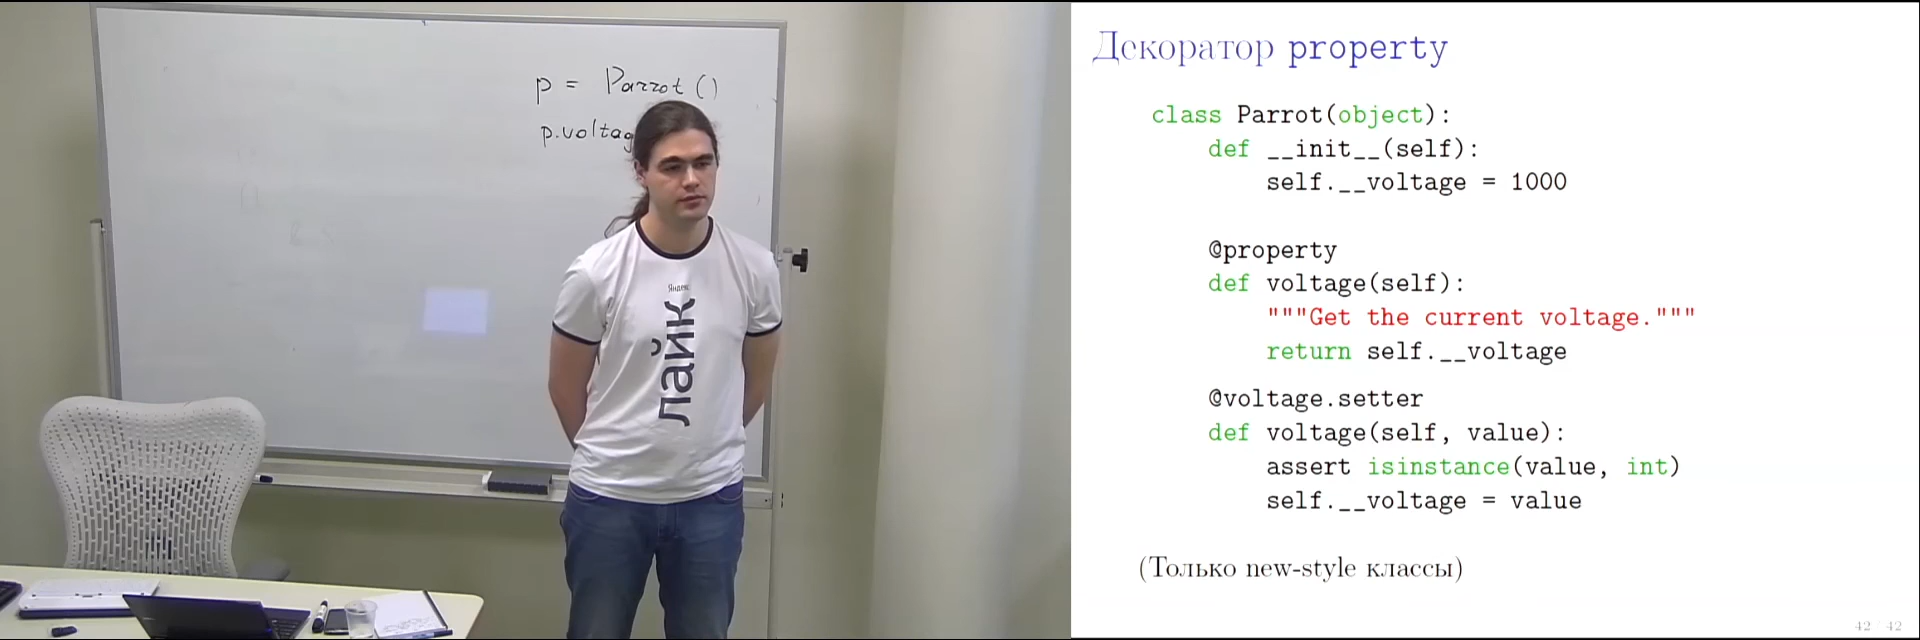 p = Parrot ()
Яндекс
лайк
Декоратор property
class Parrot(object):
def __init__(self):
self.__voltage = 1000
@property
def voltage(self):
"""Get the current voltage."""
return self.__voltage
@voltage.setter
def voltage(self, value):
assert isinstance(value, int)
self.__voltage = value
(Только new-style классы)
42 / 42